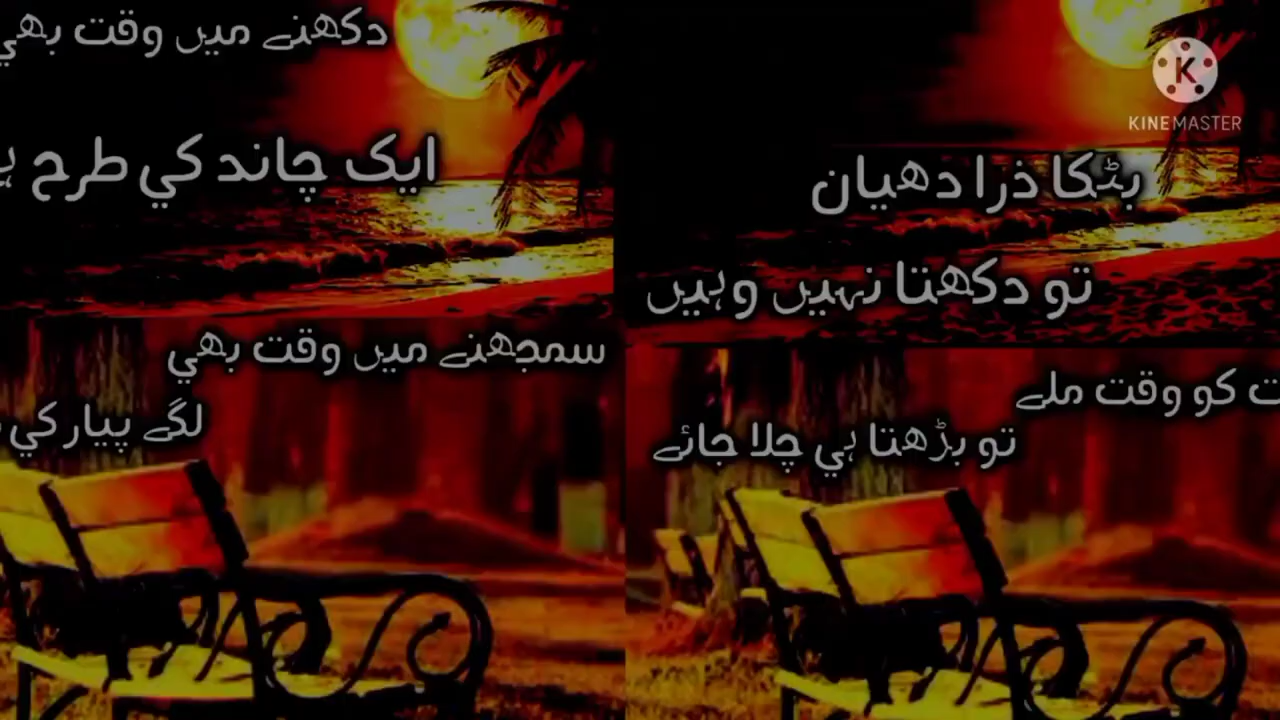 دکھنے میں وقت بھي
ایک چاند کي طرح
سمجھنے میں وقت بھي
لگے پیار کي
KINEMASTER
بٹکا ذرا دھیان
تو دکھتا نہیں وہیں
کو وقت ملے
تو بڑھتا ہي چلا جائے